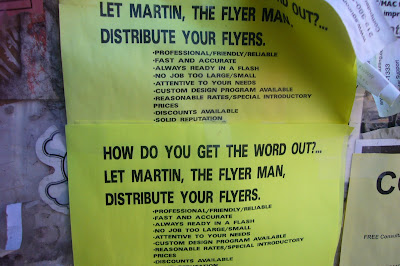 WORD OUT?...
LET MARTIN, THE FLYER MAN,
DISTRIBUTE YOUR FLYERS.
·PROFESSIONAL/FRIENDLY/RELIABLE
·FAST AND ACCURATE
·ALWAYS READY IN A FLASH
·NO JOB TOO LARGE/SMALL
·ATTENTIVE TO YOUR NEEDS
·CUSTOM DESIGN PROGRAM AVAILABLE
·REASONABLE RATES/SPECIAL INTRODUCTORY
PRICES
·DISCOUNTS AVAILABLE
·SOLID REPUTATION
HOW DO YOU GET THE WORD OUT?...
LET MARTIN, THE FLYER MAN,
DISTRIBUTE YOUR FLYERS.
·PROFESSIONAL/FRIENDLY/RELIABLE
·FAST AND ACCURATE
·ALWAYS READY IN A FLASH
·NO JOB TOO LARGE/SMALL
·ATTENTIVE TO YOUR NEEDS
·CUSTOM DESIGN PROGRAM AVAILABLE
·REASONABLE RATES/SPECIAL INTRODUCTORY
PRICES
·DISCOUNTS AVAILABLE
FREE